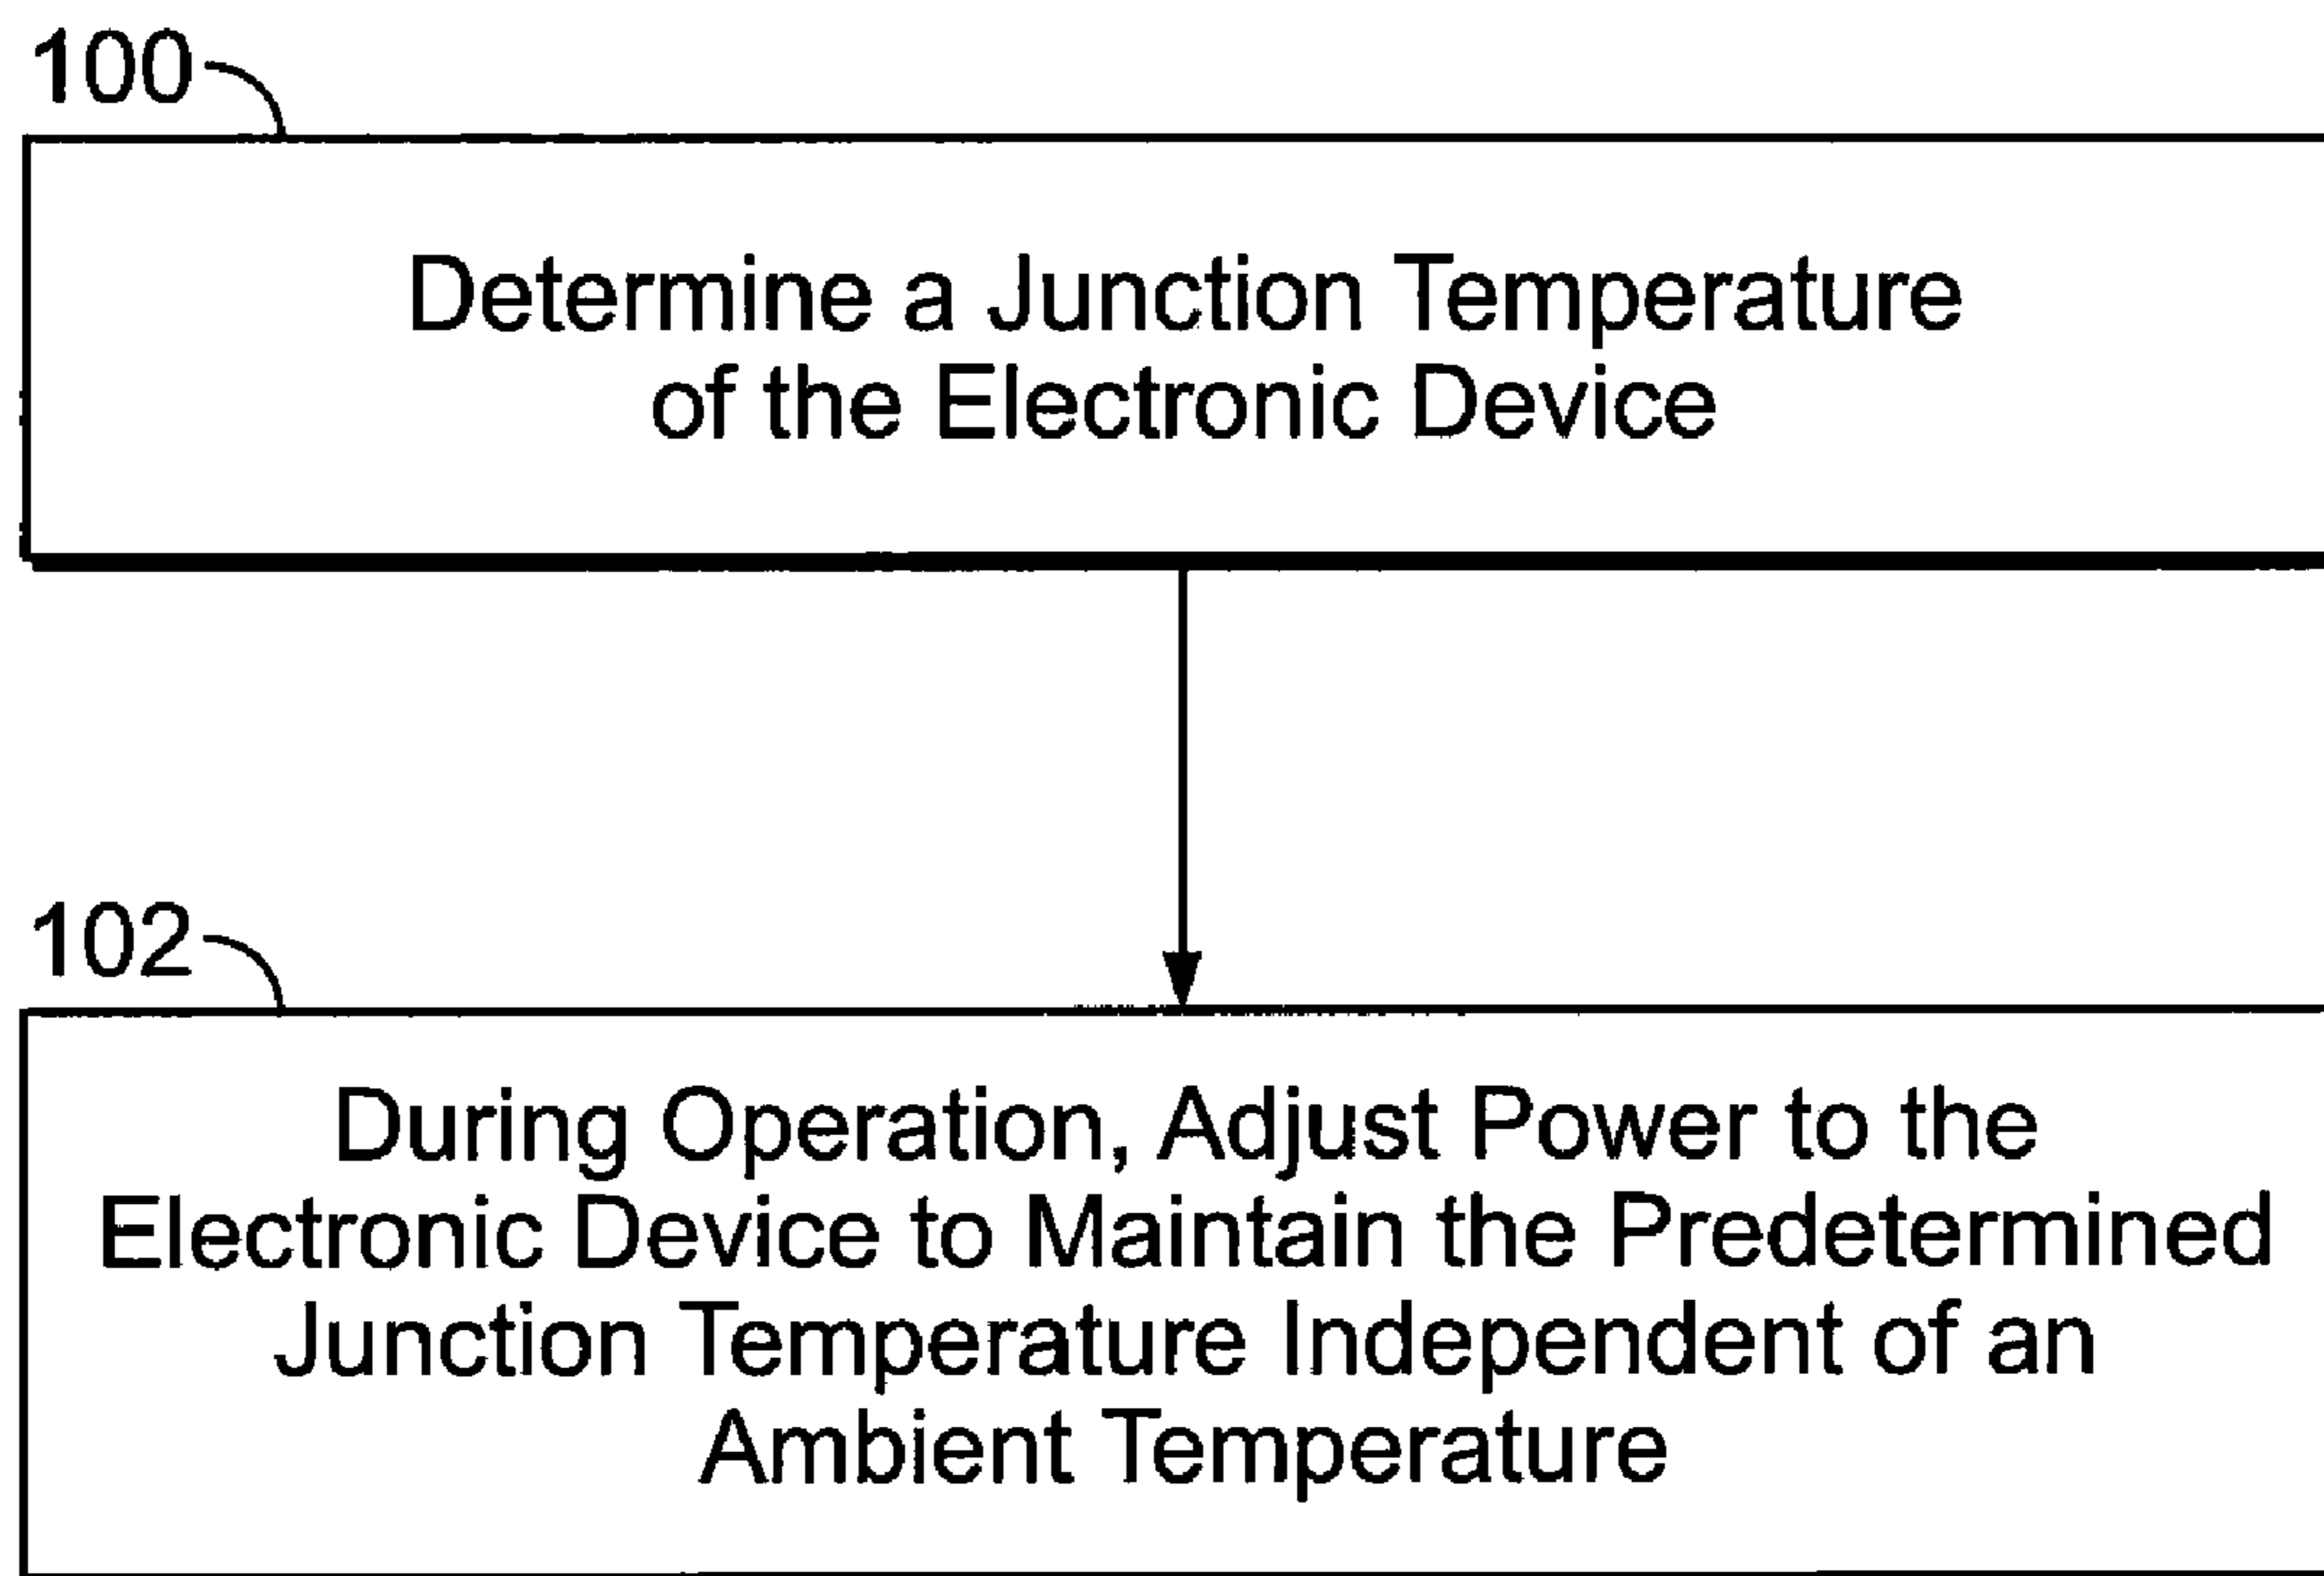 100
Determine a Junction Temperature
of the Electronic Device
102
During Operation, Adjust Power to the
Electronic Device to Maintain the Predetermined
Junction Temperature Independent of an
Ambient Temperature